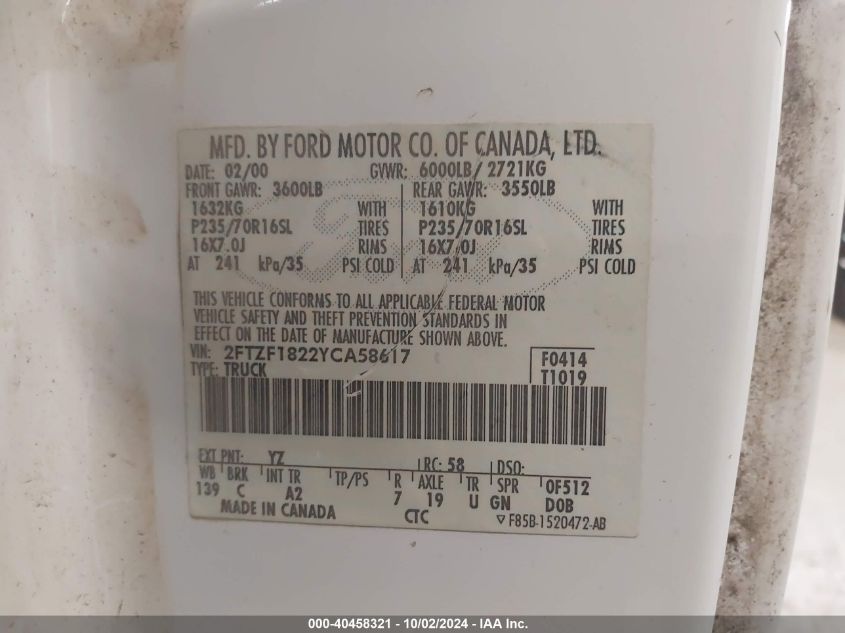 MFD. BY FORD MOTOR CO. OF CANADA, LTD.
DATE: 02/00 GVWR: 6000LB/ 2721KG
FRONT GAWR: 3600LB REAR GAWR: 3550LB
1632KG WITH 1610KG WITH
P235/70R16SL TIRES P235/70R16SL TIRES
16X7.0J RIMS 16X7.0J RIMS
AT 241 kPa/35 PSI COLD AT 241 kPa/35 PSI COLD
THIS VEHICLE CONFORMS TO ALL APPLICABLE FEDERAL MOTOR
VEHICLE SAFETY AND THEFT PREVENTION STANDARDS IN
EFFECT ON THE DATE OF MANUFACTURE SHOWN ABOVE.
VIN: 2FTZF1822YCA58617 F0414
TYPE: TRUCK T1019
EXT PNT: YZ RC: 58 DSO:
WB BRK INT TR TP/PS R AXLE TR SPR OF512
139 C A2 7 19 U GN DOB
MADE IN CANADA CTC ▽ F85B-1520472-AB
000-40458321 - 10/02/2024 - IAA Inc.